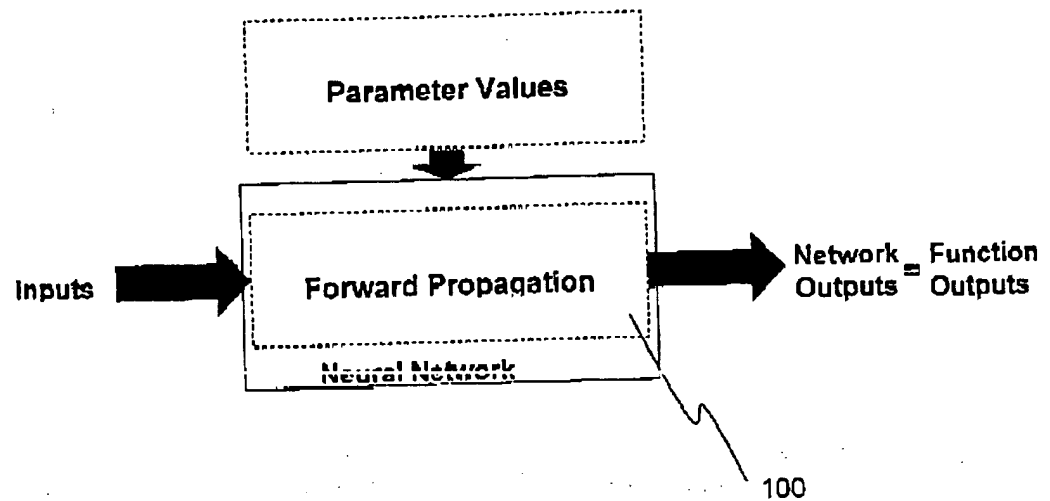 Parameter Values
Inputs
Forward Propagation
Network = Function
Outputs Outputs
Neural Network
100